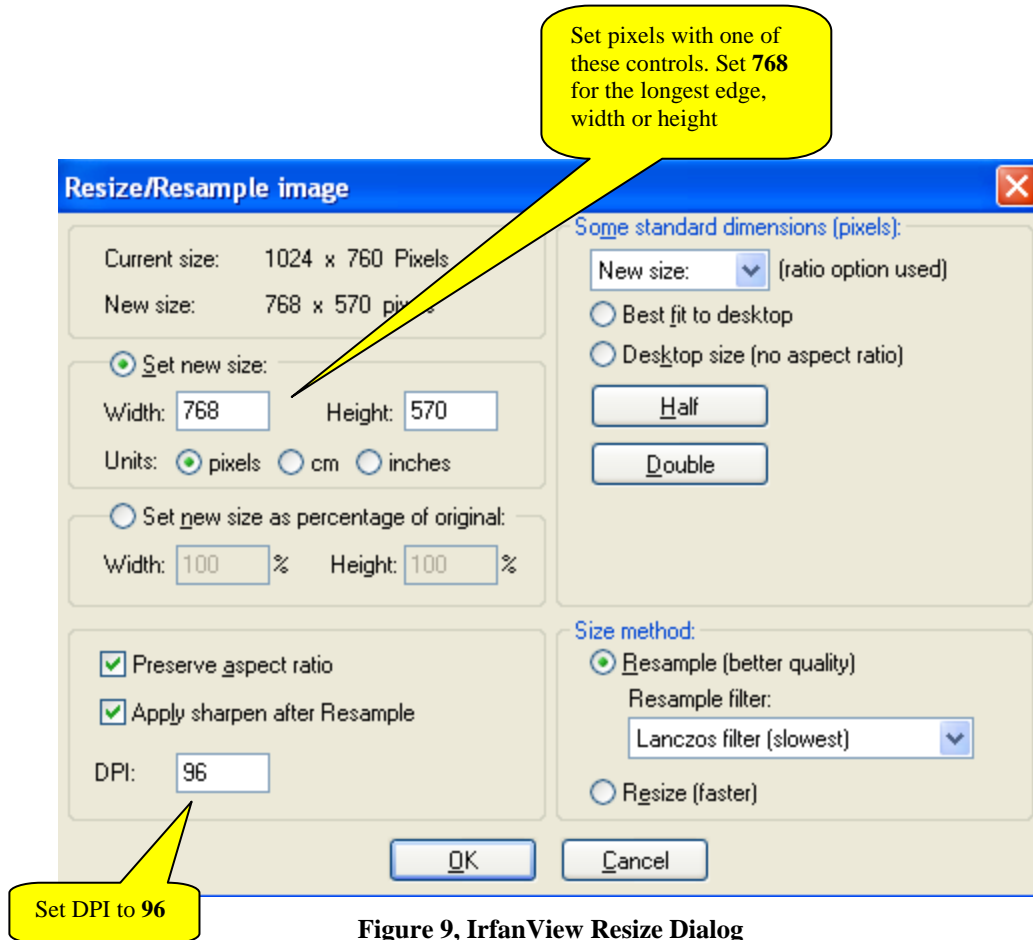 Set pixels with one of
these controls. Set 768
for the longest edge,
width or height
Resize/Resample image
Current size: 1024 x 760 Pixels
New size: 768 x 570 pixels
Set new size:
Width: 768 Height: 570
Units: pixels cm inches
Set new size as percentage of original:
Width: 100 % Height: 100 %
Preserve aspect ratio
Apply sharpen after Resample
DPI: 96
Some standard dimensions (pixels):
New size: (ratio option used)
Best fit to desktop
Desktop size (no aspect ratio)
Half
Double
Size method:
Resample (better quality)
Resample filter:
Lanczos filter (slowest)
Resize (faster)
OK Cancel
Set DPI to 96
Figure 9, IrfanView Resize Dialog